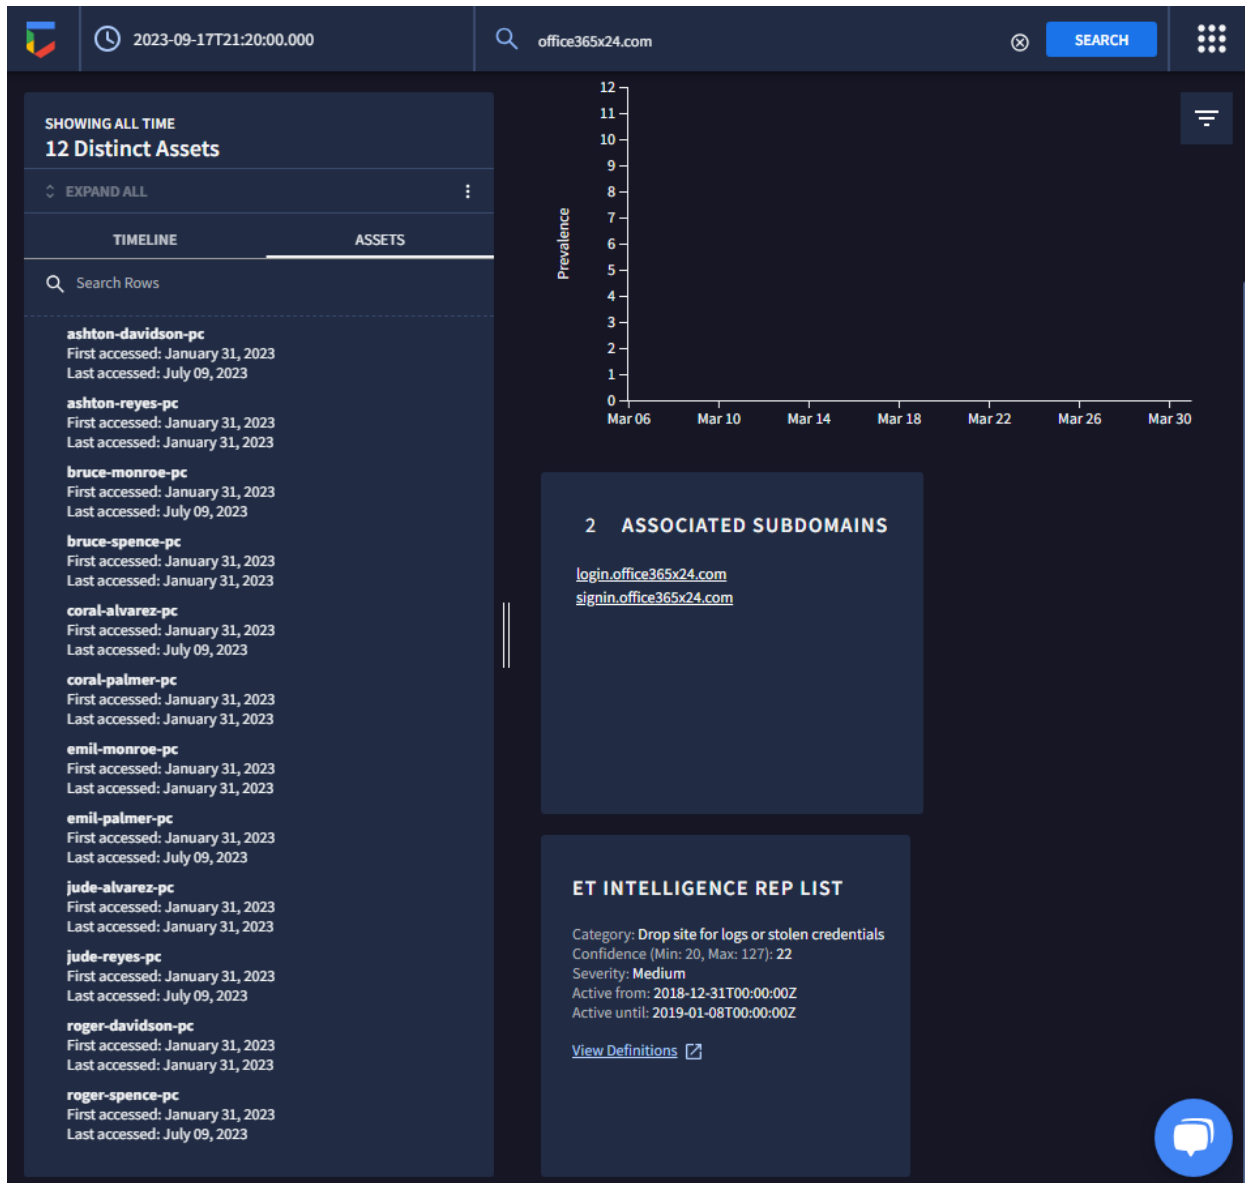 2023-09-17T21:20:00.000
office365x24.com
SEARCH
SHOWING ALL TIME
12 Distinct Assets
EXPAND ALL
TIMELINE ASSETS
Search Rows
ashton-davidson-pc
First accessed: January 31, 2023
Last accessed: July 09, 2023
ashton-reyes-pc
First accessed: January 31, 2023
Last accessed: January 31, 2023
bruce-monroe-pc
First accessed: January 31, 2023
Last accessed: July 09, 2023
bruce-spence-pc
First accessed: January 31, 2023
Last accessed: January 31, 2023
coral-alvarez-pc
First accessed: January 31, 2023
Last accessed: July 09, 2023
coral-palmer-pc
First accessed: January 31, 2023
Last accessed: January 31, 2023
emil-monroe-pc
First accessed: January 31, 2023
Last accessed: January 31, 2023
emil-palmer-pc
First accessed: January 31, 2023
Last accessed: July 09, 2023
jude-alvarez-pc
First accessed: January 31, 2023
Last accessed: January 31, 2023
jude-reyes-pc
First accessed: January 31, 2023
Last accessed: July 09, 2023
roger-davidson-pc
First accessed: January 31, 2023
Last accessed: January 31, 2023
roger-spence-pc
First accessed: January 31, 2023
Last accessed: July 09, 2023
Prevalence
12
11
10
9
8
7
6
5
4
3
2
1
0
Mar 06 Mar 10 Mar 14 Mar 18 Mar 22 Mar 26 Mar 30
2 ASSOCIATED SUBDOMAINS
login.office365x24.com
signin.office365x24.com
ET INTELLIGENCE REP LIST
Category: Drop site for logs or stolen credentials
Confidence (Min: 20, Max: 127): 22
Severity: Medium
Active from: 2018-12-31T00:00:00Z
Active until: 2019-01-08T00:00:00Z
View Definitions